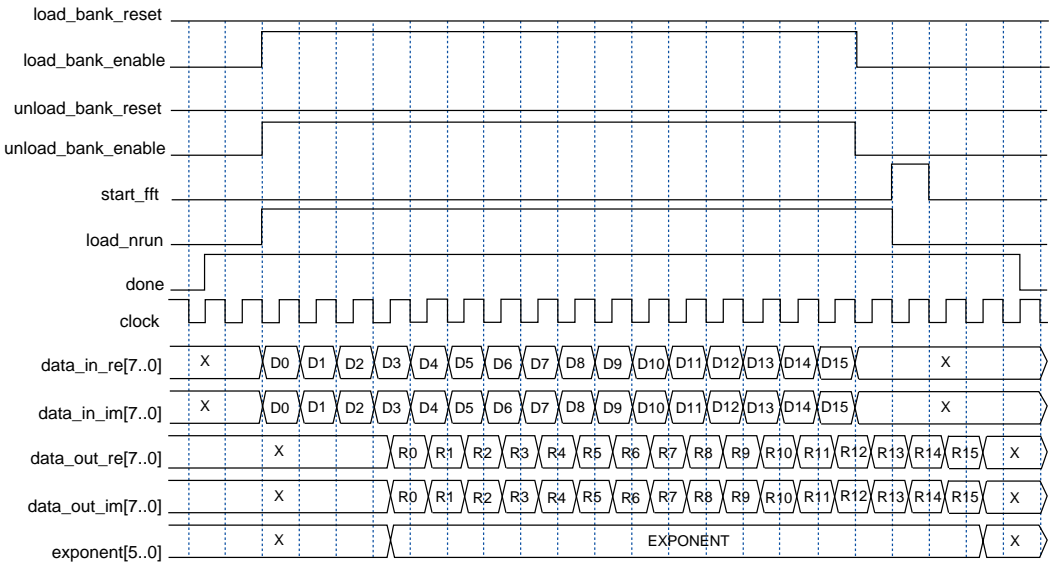 load_bank_reset
load_bank_enable
unload_bank_reset
unload_bank_enable
start_fft
load_nrun
done
clock
data_in_re[7..0] X D0 D1 D2 D3 D4 D5 D6 D7 D8 D9 D10 D11 D12 D13 D14 D15 X
data_in_im[7..0] X D0 D1 D2 D3 D4 D5 D6 D7 D8 D9 D10 D11 D12 D13 D14 D15 X
data_out_re[7..0] X R0 R1 R2 R3 R4 R5 R6 R7 R8 R9 R10 R11 R12 R13 R14 R15 X
data_out_im[7..0] X R0 R1 R2 R3 R4 R5 R6 R7 R8 R9 R10 R11 R12 R13 R14 R15 X
exponent[5..0] X EXPONENT X